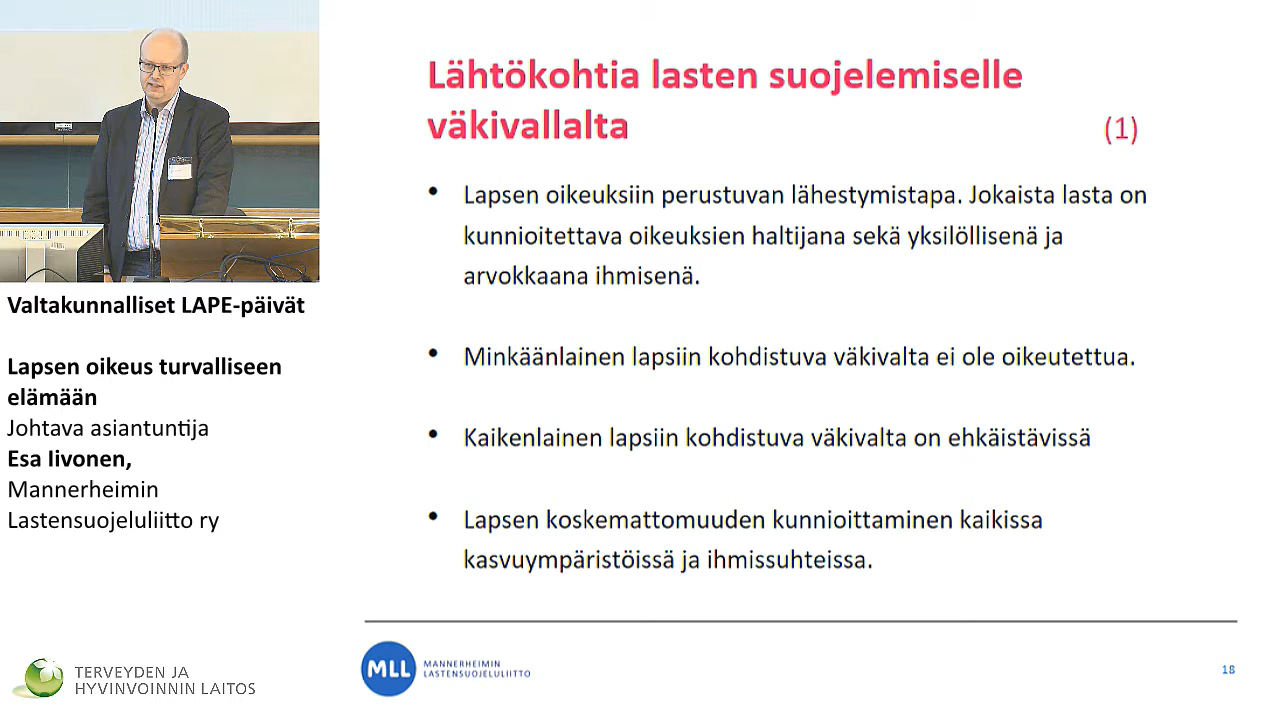 Valtakunnalliset LAPE-päivät
Lapsen oikeus turvalliseen
elämään
Johtava asiantuntija
Esa Iivonen,
Mannerheimin
Lastensuojeluliitto ry
TERVEYDEN JA
HYVINVOINNIN LAITOS
Lähtökohtia lasten suojelemiselle
väkivallalta (1)
• Lapsen oikeuksiin perustuvan lähestymistapa. Jokaista lasta on
kunnioitettava oikeuksien haltijana sekä yksilöllisenä ja
arvokkaana ihmisenä.
• Minkäänlainen lapsiin kohdistuva väkivalta ei ole oikeutettua.
• Kaikenlainen lapsiin kohdistuva väkivalta on ehkäistävissä
• Lapsen koskemattomuuden kunnioittaminen kaikissa
kasvuympäristöissä ja ihmissuhteissa.
MLL
MANNERHEIMIN
LASTENSUOJELULIITTO
18